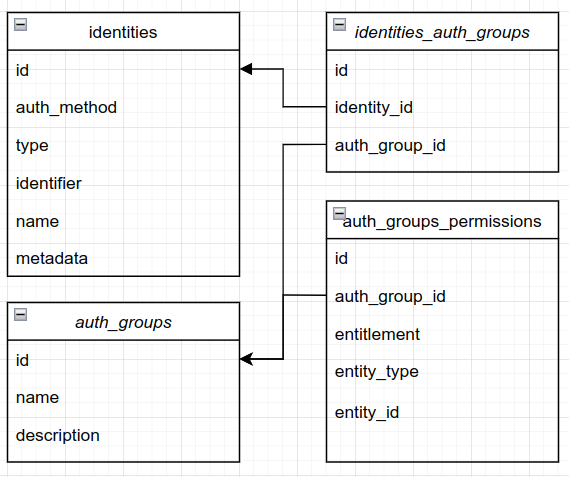 identities
id
auth_method
type
identifier
name
metadata
auth_groups
id
name
description
identities_auth_groups
id
identity_id
auth_group_id
auth_groups_permissions
id
auth_group_id
entitlement
entity_type
entity_id